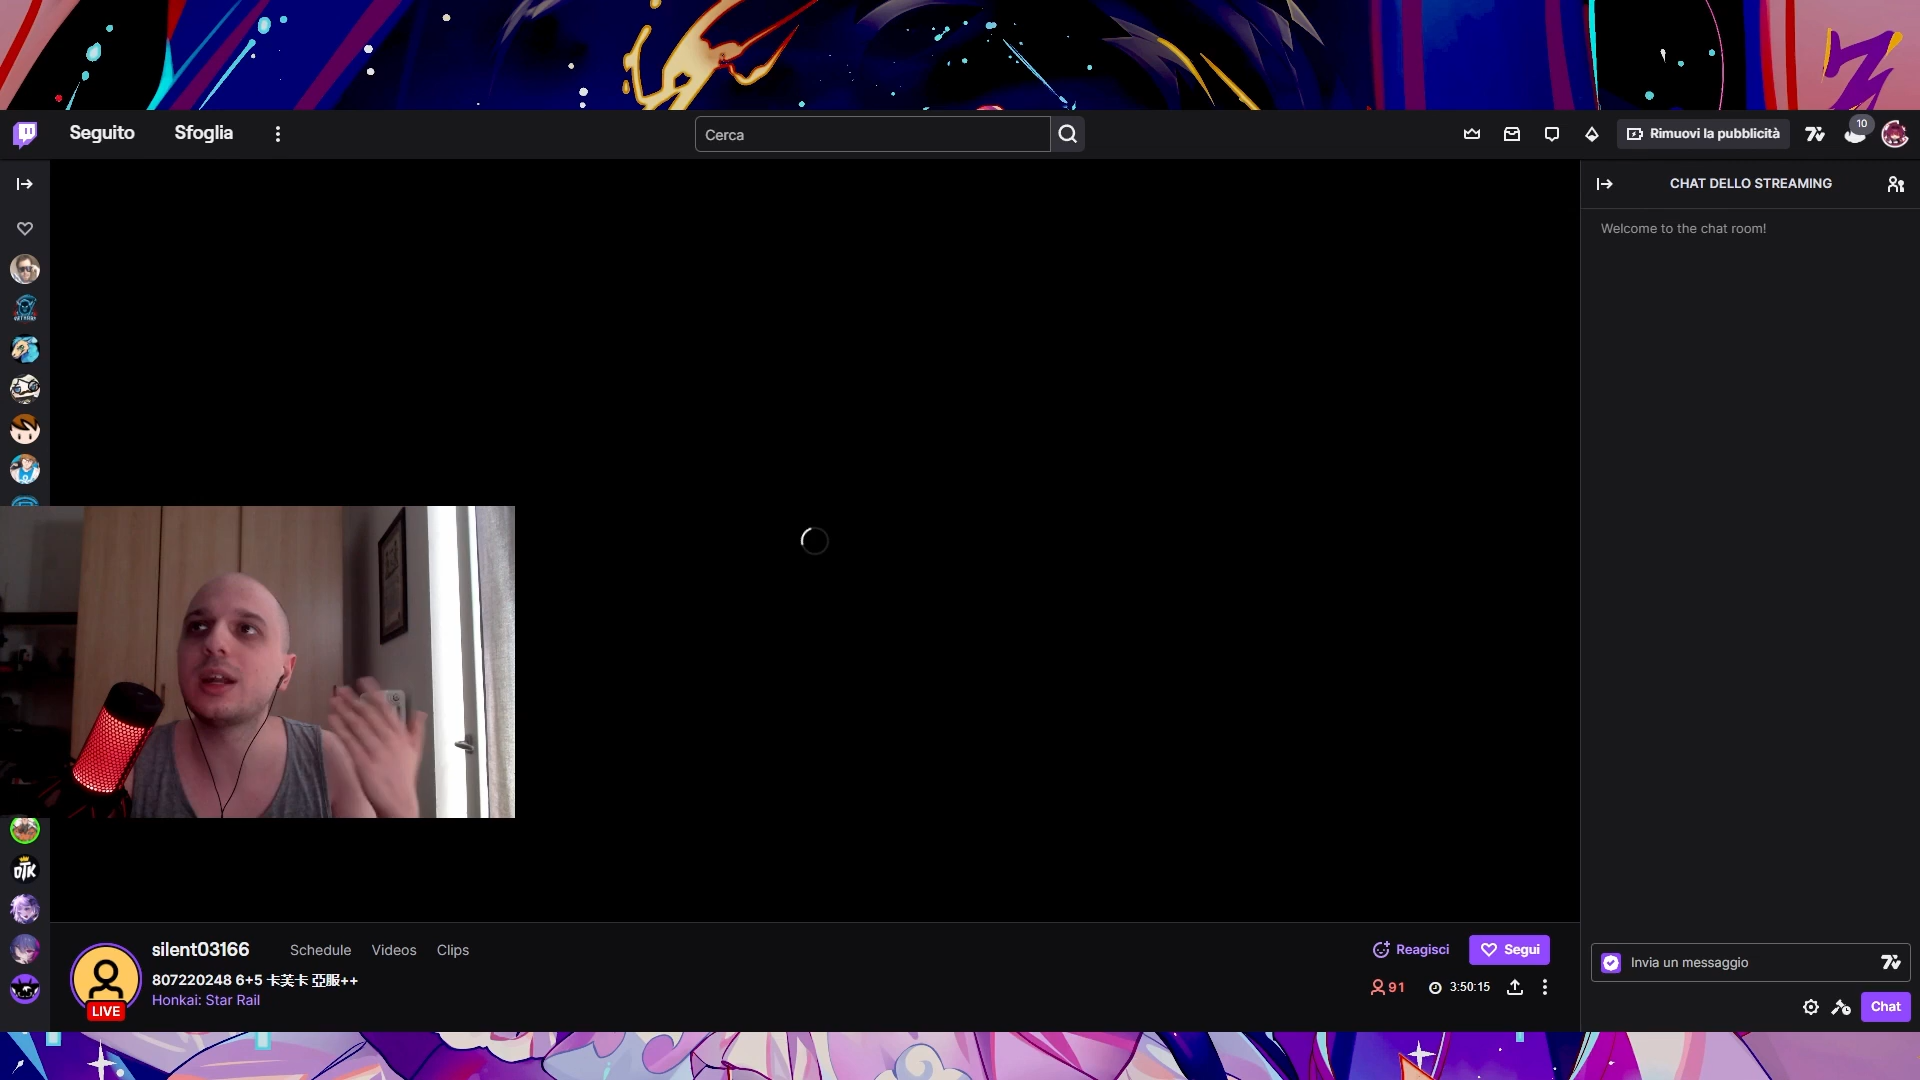 Seguito
Sfoglia
Cerca
Rimuovi la pubblicità
10
CHAT DELLO STREAMING
Welcome to the chat room!
DTK
silent03166
Schedule
Videos
Clips
Reagisci
Segui
807220248 6+5 卡芙卡 亞服++
91
3:50:15
Honkai: Star Rail
LIVE
Invia un messaggio
Chat